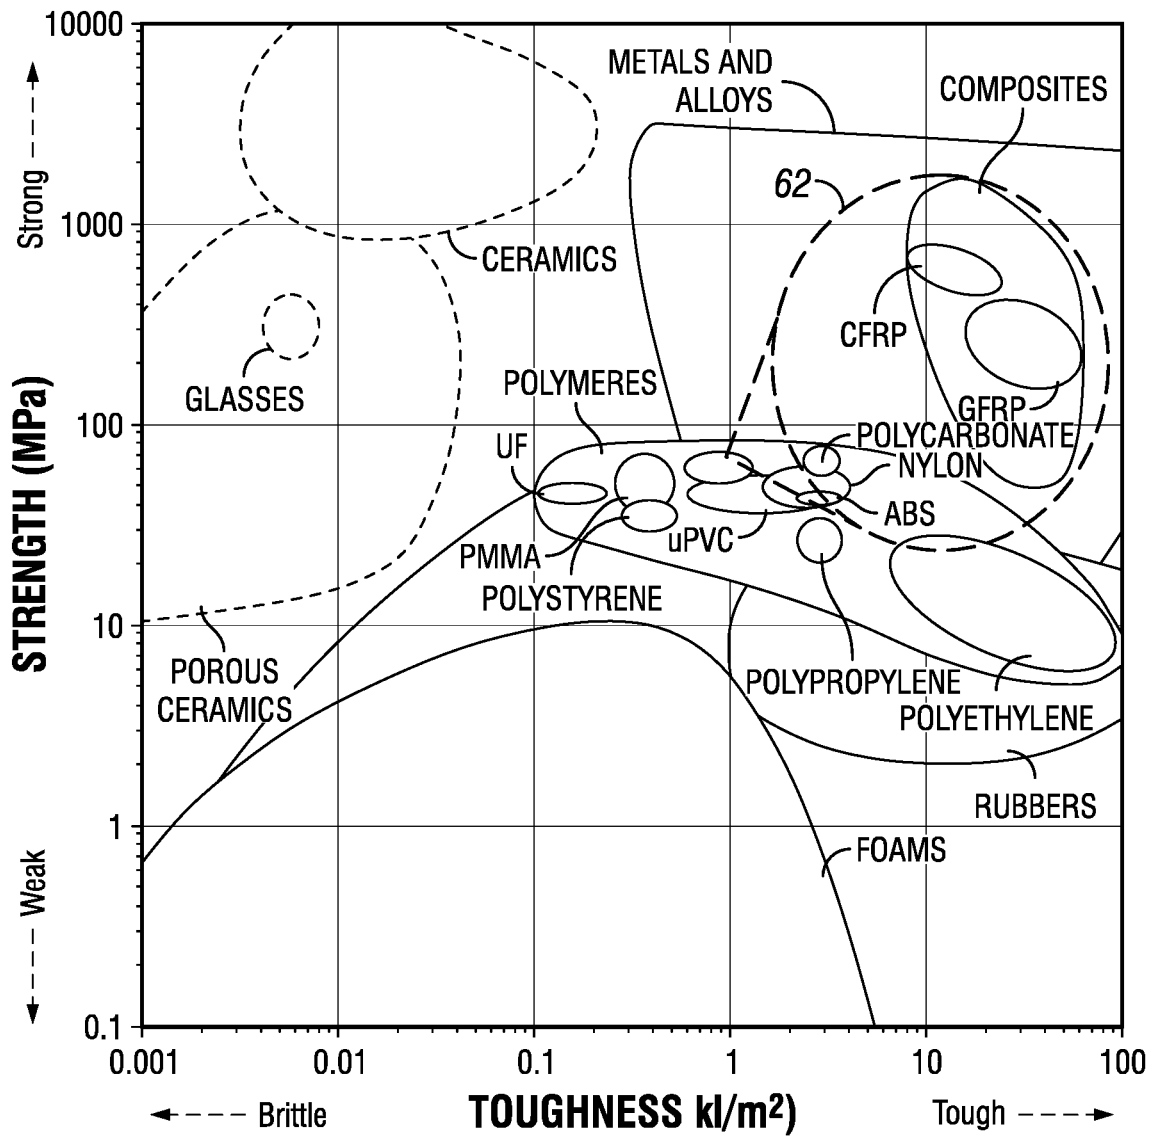 10000
1000
100
10
1
0.1
Strong
STRENGTH (MPa)
Weak
METALS AND
ALLOYS
COMPOSITES
62
CERAMICS
CFRP
GLASSES
POLYMERES
GFRP
UF
POLYCARBONATE
NYLON
ABS
uPVC
PMMA
POLYSTYRENE
POROUS
CERAMICS
POLYPROPYLENE
POLYETHYLENE
RUBBERS
FOAMS
0.001
0.01
0.1
1
10
100
Brittle
TOUGHNESS kl/m²)
Tough